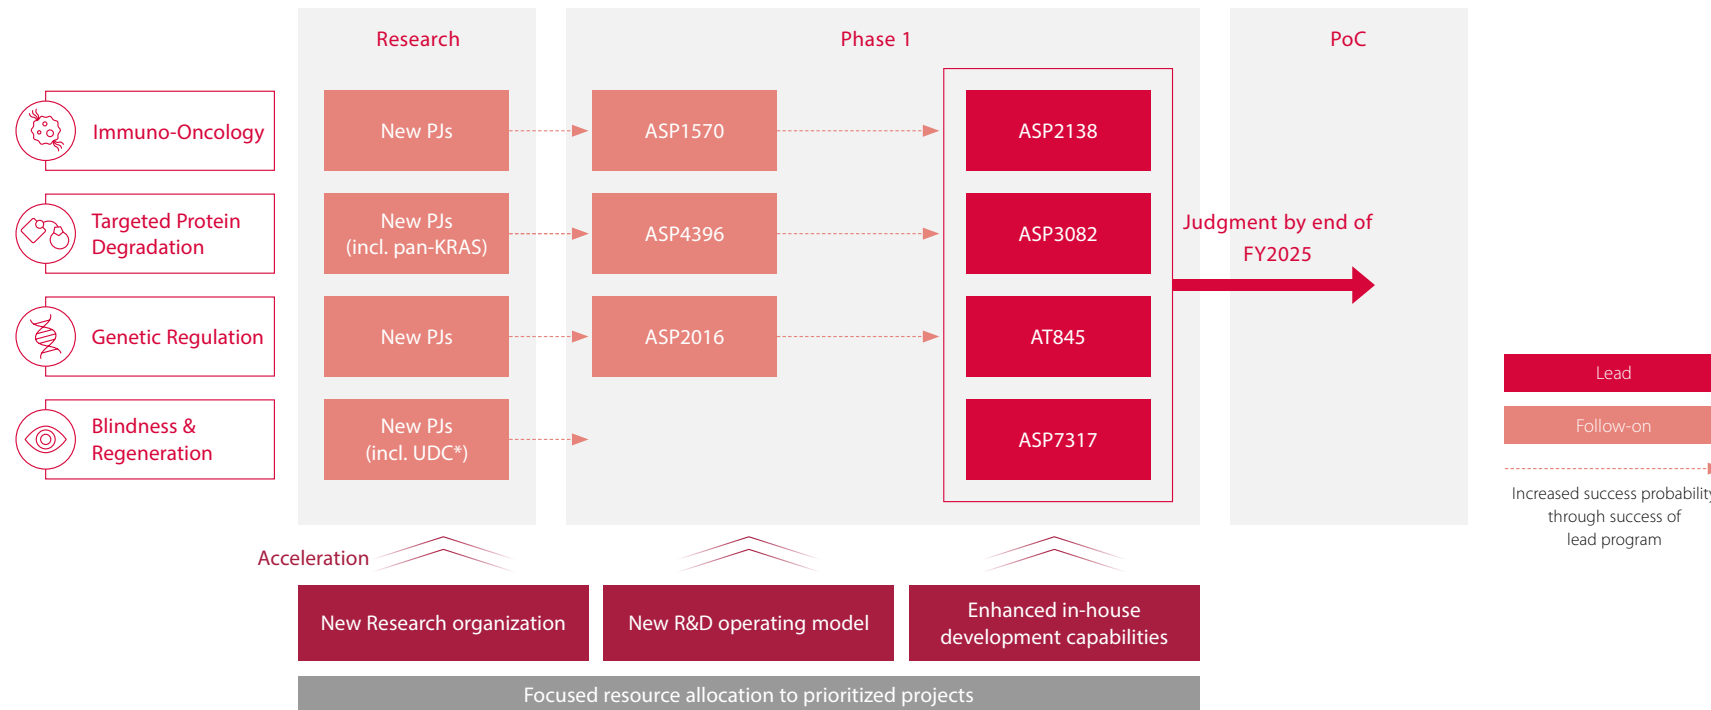 Research
Phase 1
PoC
Immuno-Oncology
New PJs
ASP1570
ASP2138
Targeted Protein
Degradation
New PJs
(incl. pan-KRAS)
ASP4396
ASP3082
Judgment by end of
FY2025
Genetic Regulation
New PJs
ASP2016
AT845
Blindness &
Regeneration
New PJs
(incl. UDC*)
ASP7317
Lead
Follow-on
Increased success probability
through success of
lead program
Acceleration
New Research organization
New R&D operating model
Enhanced in-house
development capabilities
Focused resource allocation to prioritized projects